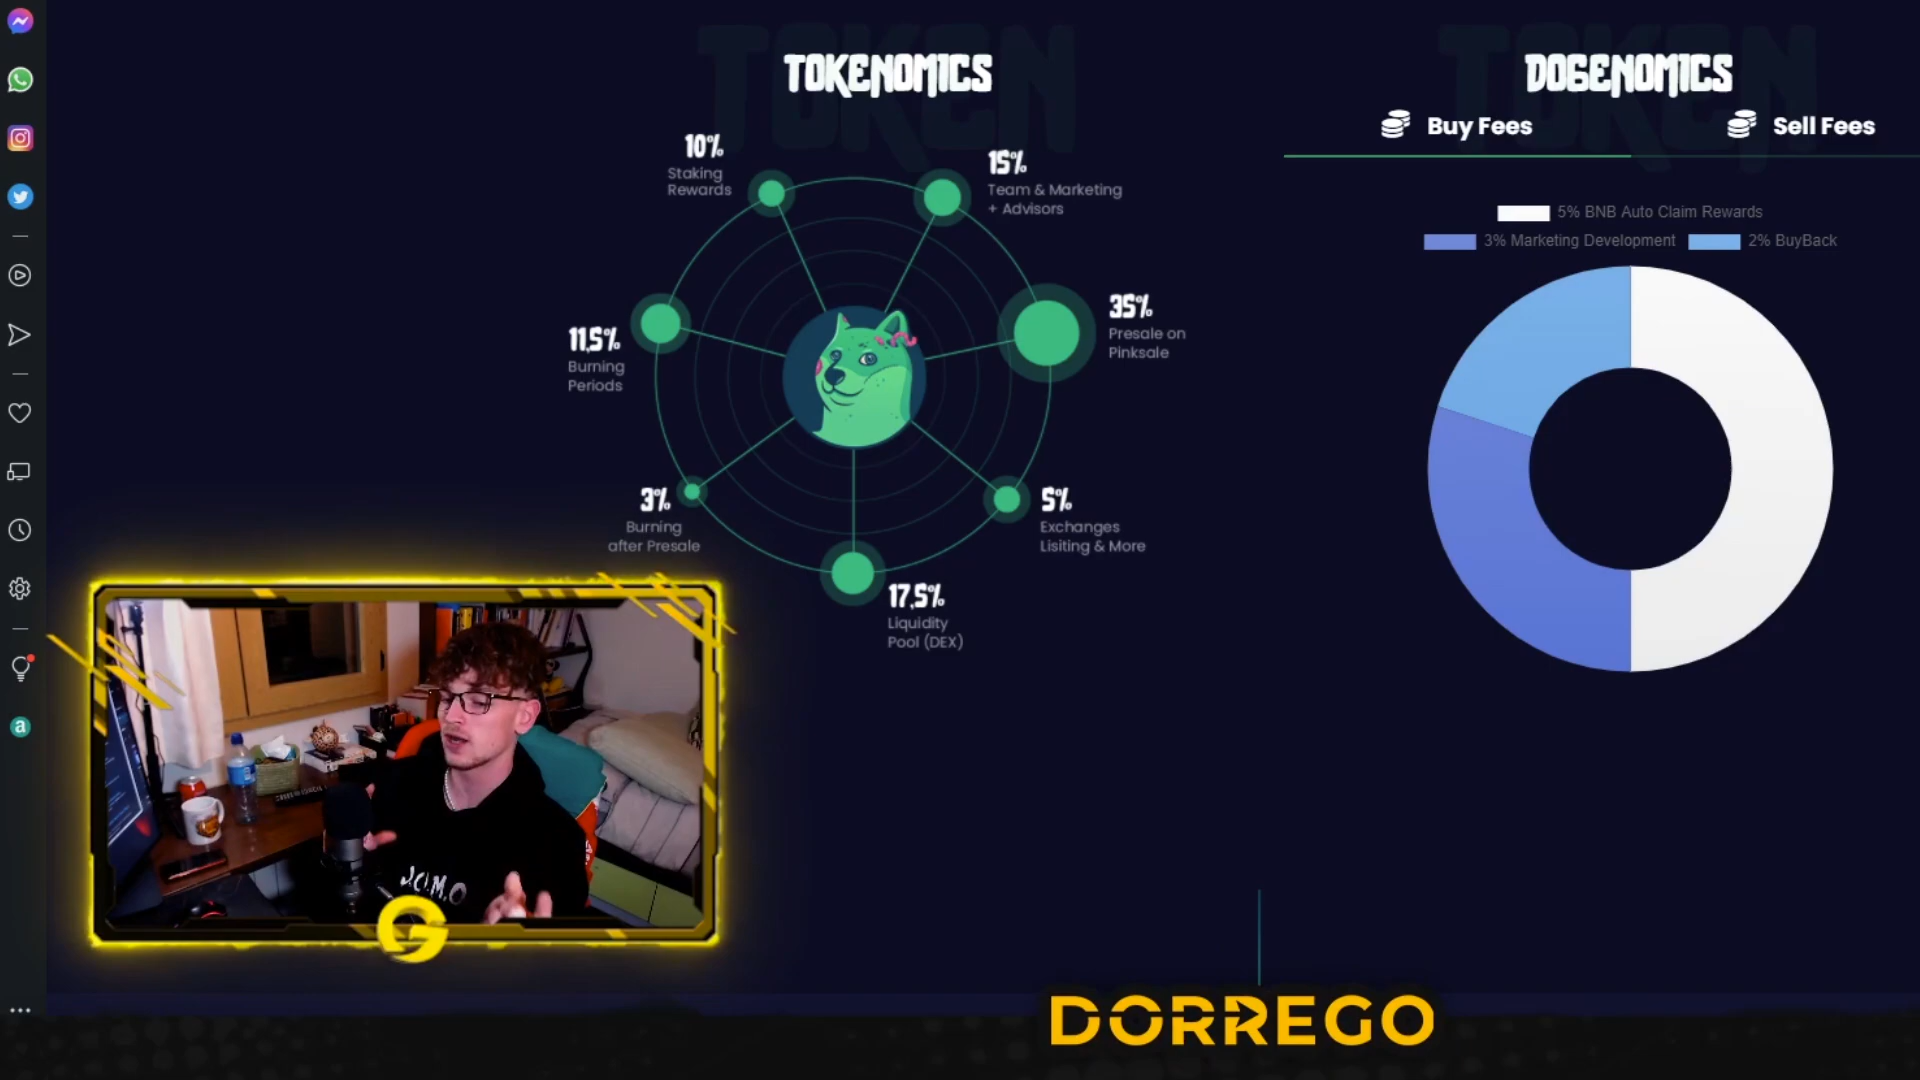 TOKENOMICS
10%
Staking
Rewards
15%
Team & Marketing
+ Advisors
11,5%
Burning
Periods
35%
Presale on
Pinksale
3%
Burning
after Presale
5%
Exchanges
Lisiting & More
17,5%
Liquidity
Pool (DEX)
DOGENOMICS
Buy Fees
Sell Fees
5% BNB Auto Claim Rewards
3% Marketing Development
2% BuyBack
TOKEN
TOKEN
a
G
DORREGO